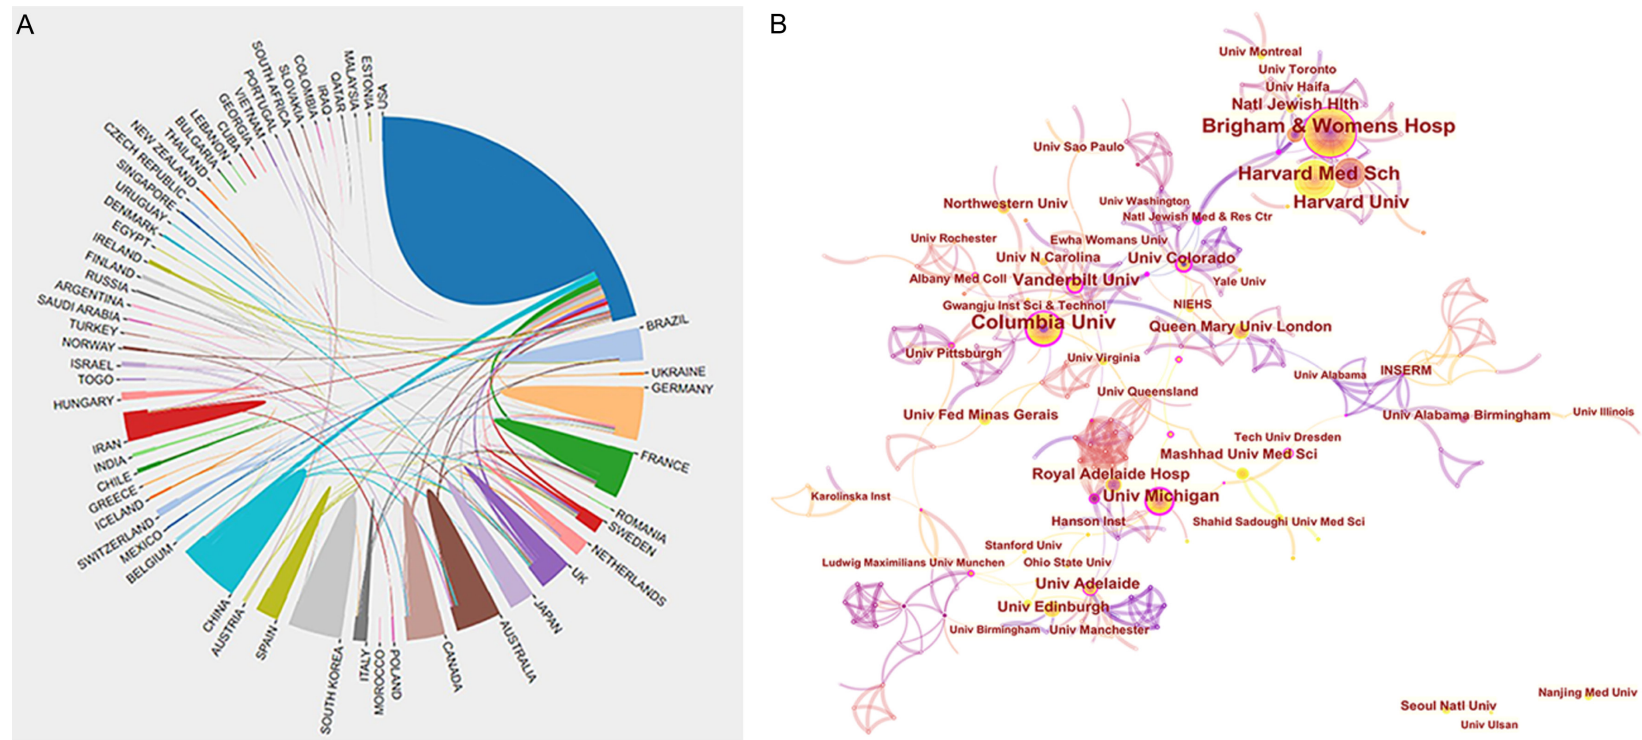 A
USA
BRAZIL
UKRAINE
GERMANY
FRANCE
ROMANIA
SWEDEN
NETHERLANDS
UK
JAPAN
AUSTRALIA
CANADA
POLAND
MOROCCO
ITALY
SOUTH KOREA
SPAIN
AUSTRIA
CHINA
BELGIUM
MEXICO
SWITZERLAND
ICELAND
GREECE
CHILE
INDIA
IRAN
HUNGARY
TOGO
ISRAEL
NORWAY
TURKEY
SAUDI ARABIA
ARGENTINA
RUSSIA
FINLAND
IRELAND
EGYPT
DENMARK
URUGUAY
SINGAPORE
CZECH REPUBLIC
NEW ZEALAND
THAILAND
BULGARIA
LEBANON
CUBA
GEORGIA
VIETNAM
PORTUGAL
SOUTH AFRICA
SLOVAKIA
COLOMBIA
IRAQ
QATAR
MALAYSIA
ESTONIA
B
Univ Montreal
Univ Toronto
Univ Haifa
Natl Jewish Hlth
Brigham & Womens Hosp
Harvard Med Sch
Harvard Univ
Univ Sao Paulo
Univ Washington
Northwestern Univ
Natl Jewish Med & Res Ctr
Univ Rochester
Ewha Womans Univ
Univ N Carolina
Univ Colorado
Albany Med Coll
Vanderbilt Univ
Yale Univ
Gwangju Inst Sci & Technol
NIEHS
Columbia Univ
Queen Mary Univ London
Univ Pittsburgh
Univ Virginia
Univ Alabama
INSERM
Univ Queensland
Univ Fed Minas Gerais
Univ Alabama Birmingham
Univ Illinois
Tech Univ Dresden
Mashhad Univ Med Sci
Royal Adelaide Hosp
Karolinska Inst
Univ Michigan
Hanson Inst
Shahid Sadoughi Univ Med Sci
Stanford Univ
Ludwig Maximilians Univ Munchen
Ohio State Univ
Univ Adelaide
Univ Edinburgh
Univ Birmingham
Univ Manchester
Nanjing Med Univ
Seoul Natl Univ
Univ Ulsan